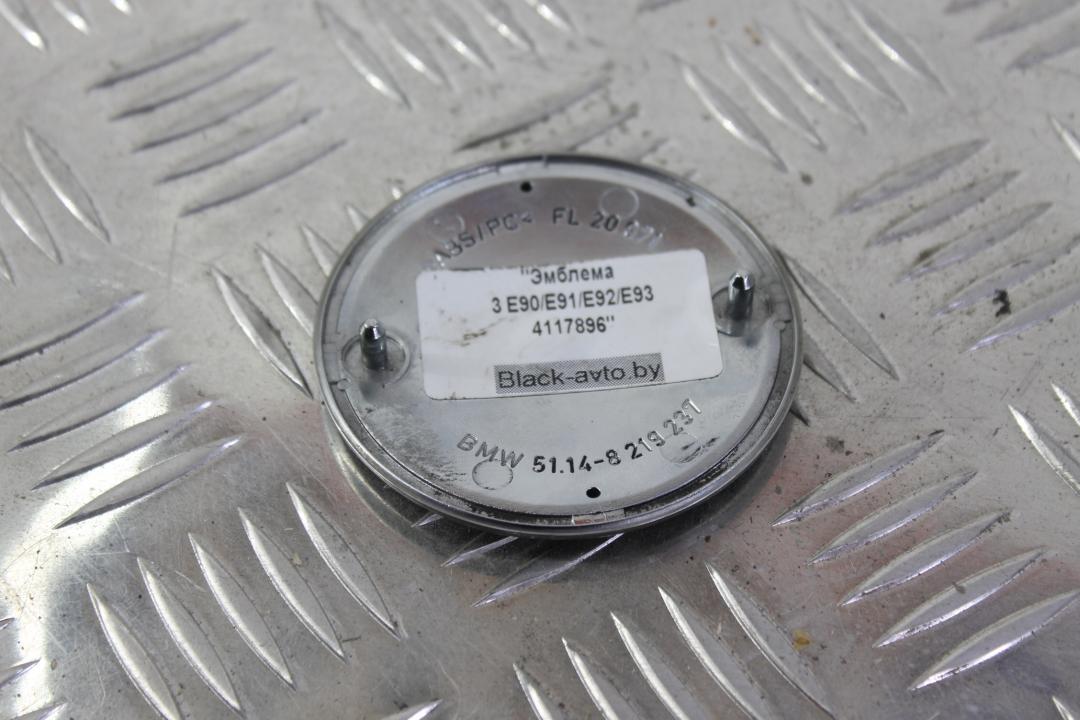 ABS/PC< FL 20
"Эмблема
3 E90/E91/E92/E93
4117896"
Black-avto.by
BMW 51.14-8 219 237